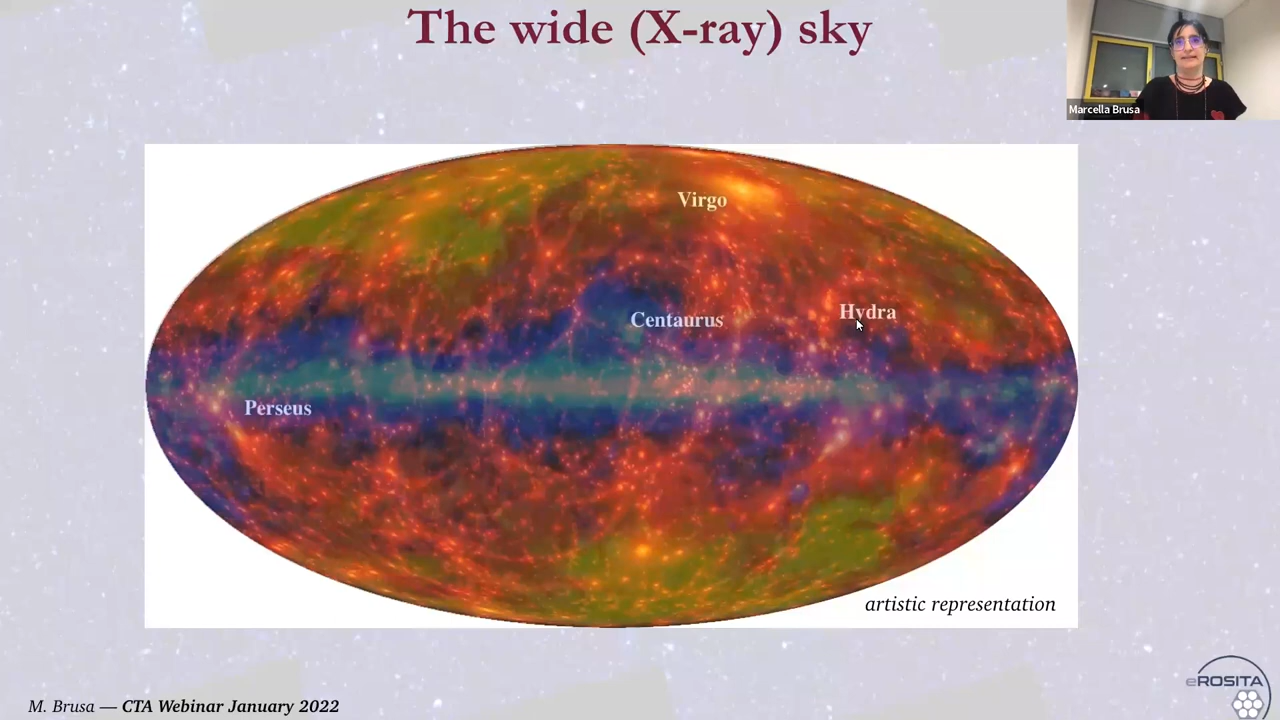 The wide (X-ray) sky
Marcella Brusa
Virgo
Hydra
Centaurus
Perseus
artistic representation
eROSITA
M. Brusa — CTA Webinar January 2022